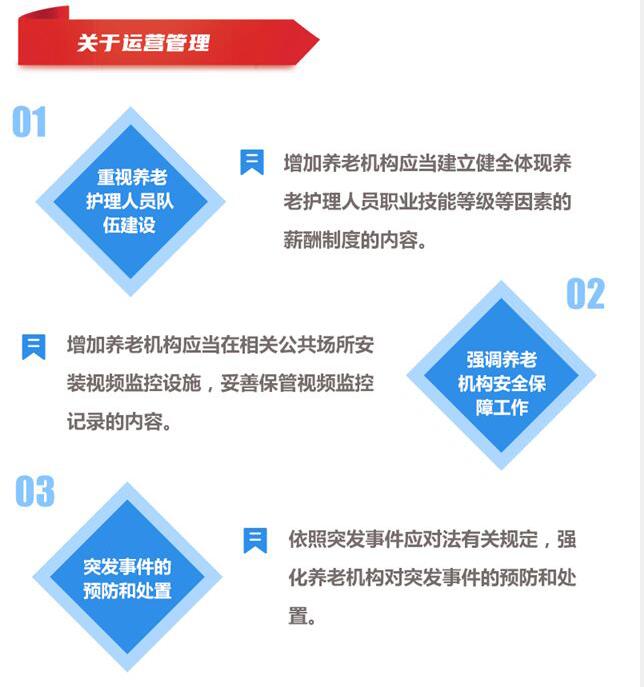 关于运营管理
01
重视养老
护理人员队
伍建设
增加养老机构应当建立健全体现养
老护理人员职业技能等级等因素的
薪酬制度的内容。
02
增加养老机构应当在相关公共场所安
装视频监控设施，妥善保管视频监控
记录的内容。
强调养老
机构安全保
障工作
03
突发事件的
预防和处置
依照突发事件应对法有关规定，强
化养老机构对突发事件的预防和处
置。